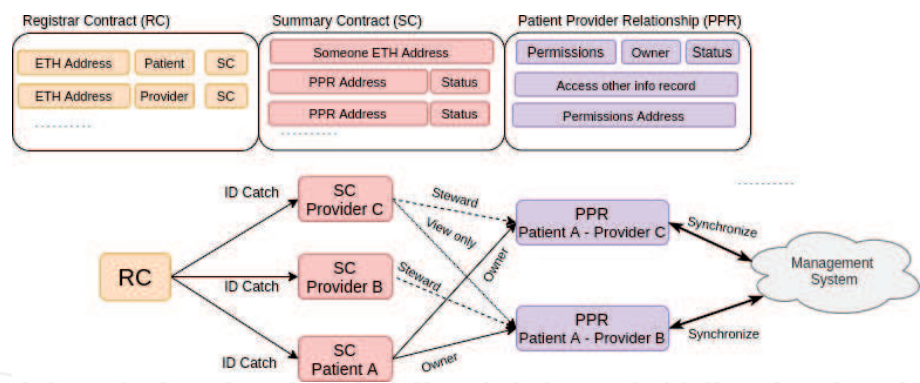 Registrar Contract (RC)
Summary Contract (SC)
Patient Provider Relationship (PPR)
ETH Address
Patient
SC
ETH Address
Provider
SC
Someone ETH Address
PPR Address
Status
PPR Address
Status
Permissions
Owner
Status
Access other info record
Permissions Address
RC
ID Catch
ID Catch
ID Catch
SC
Provider C
SC
Provider B
SC
Patient A
Steward
View only
Steward
Owner
Owner
PPR
Patient A - Provider C
PPR
Patient A - Provider B
Synchronize
Synchronize
Management
System